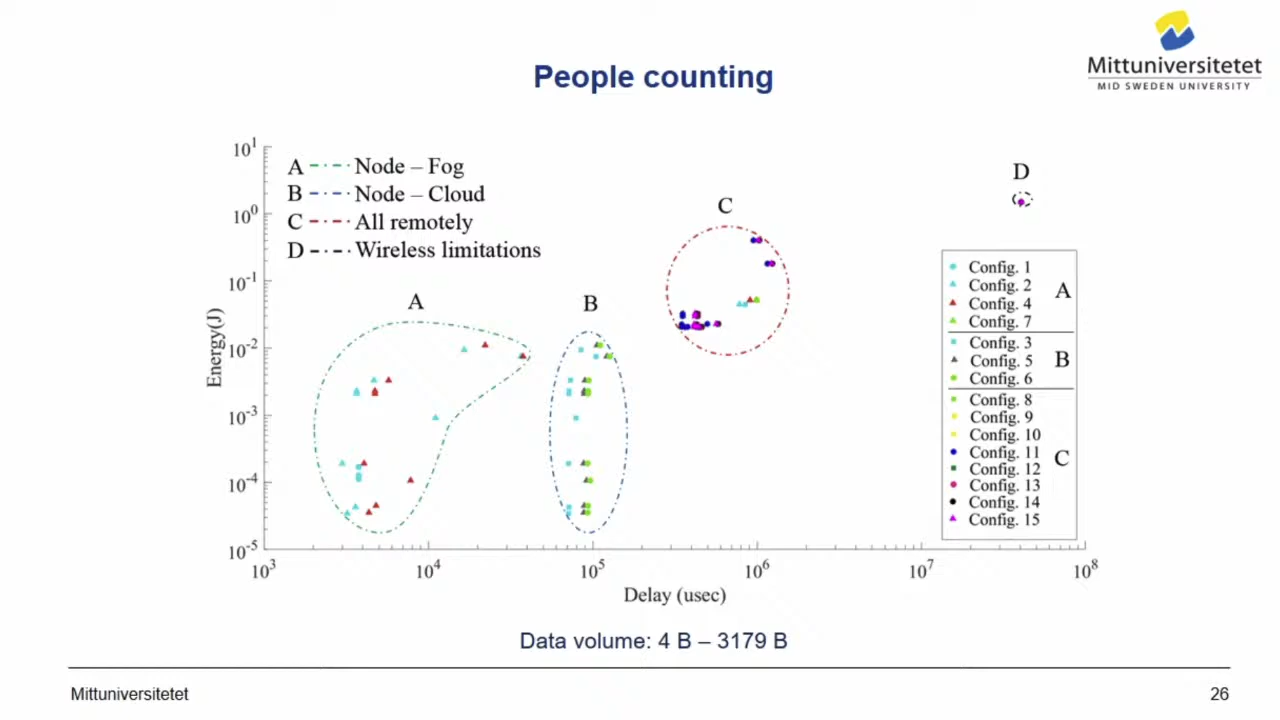 People counting
Mittuniversitetet
MID SWEDEN UNIVERSITY
A Node – Fog
B Node – Cloud
C All remotely
D Wireless limitations
A
B
C
D
Energy(J)
10^1
10^0
10^-1
10^-2
10^-3
10^-4
10^-5
10^3 10^4 10^5 10^6 10^7 10^8
Delay (usec)
Config. 1
Config. 2
Config. 4
Config. 7
A
Config. 3
Config. 5
Config. 6
B
Config. 8
Config. 9
Config. 10
Config. 11
Config. 12
Config. 13
Config. 14
Config. 15
C
Data volume: 4 B – 3179 B
Mittuniversitetet
26